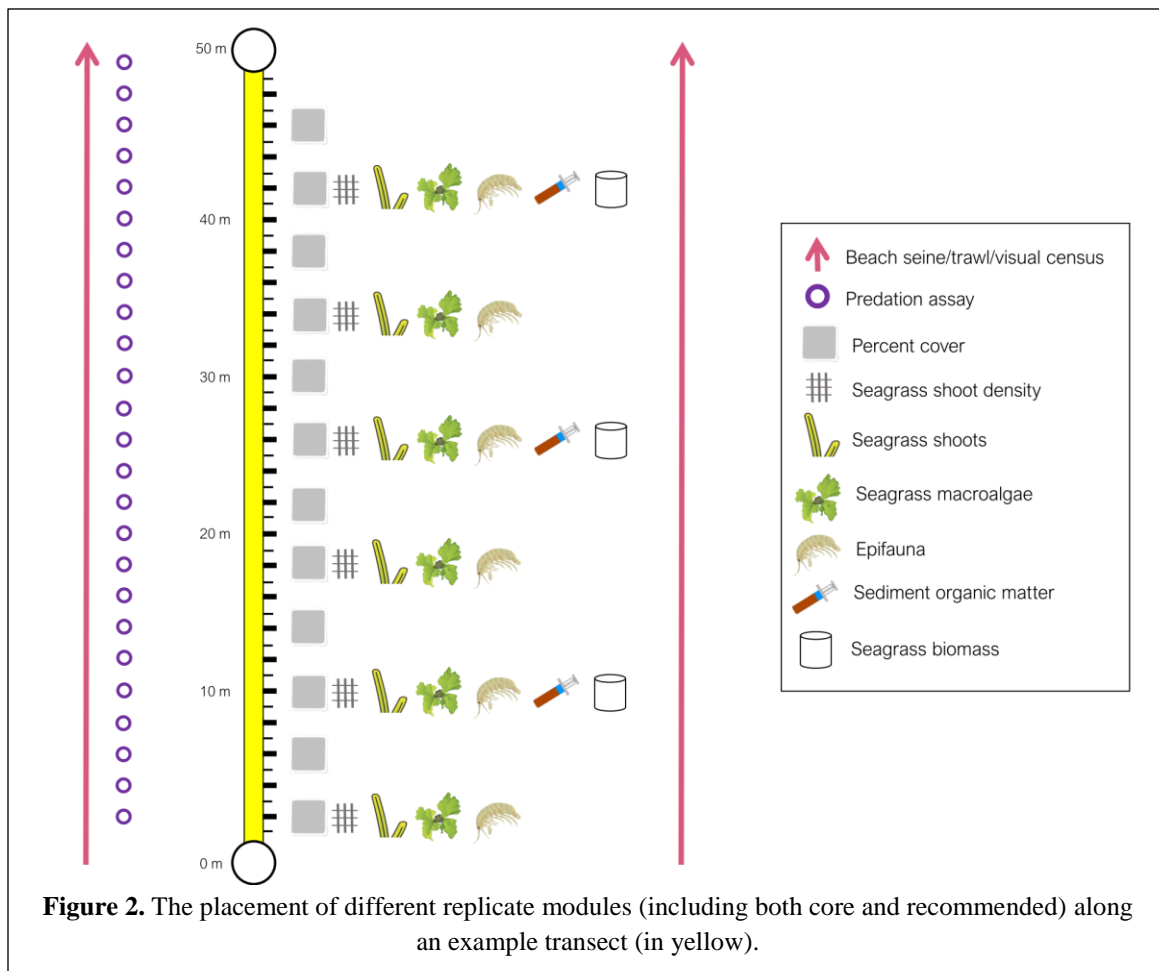 50 m
40 m
30 m
20 m
10 m
0 m
Beach seine/trawl/visual census
Predation assay
Percent cover
Seagrass shoot density
Seagrass shoots
Seagrass macroalgae
Epifauna
Sediment organic matter
Seagrass biomass
Figure 2. The placement of different replicate modules (including both core and recommended) along
an example transect (in yellow).